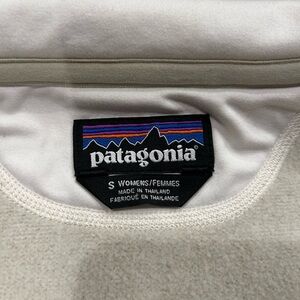 patagonia
S WOMENS/FEMMES
MADE IN THAILAND
FABRIQUÉ EN THAÏLANDE